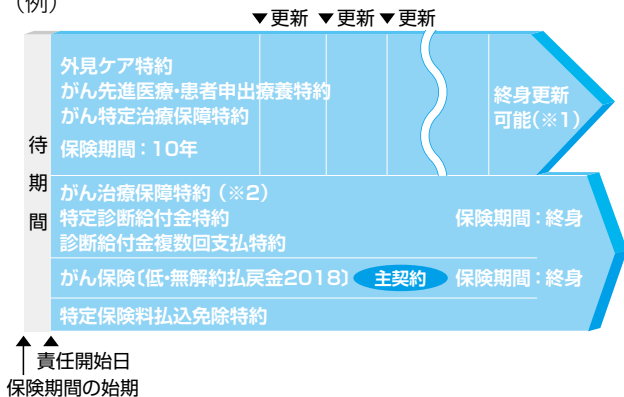 （例）
▼更新 ▼更新 ▼更新
外見ケア特約
がん先進医療・患者申出療養特約
がん特定治療保障特約
保険期間：10年
終身更新
可能（※1）
待期間
がん治療保障特約（※2）
特定診断給付金特約
診断給付金複数回支払特約
保険期間：終身
がん保険〔低・無解約払戻金2018〕 主契約 保険期間：終身
特定保険料払込免除特約
責任開始日
保険期間の始期